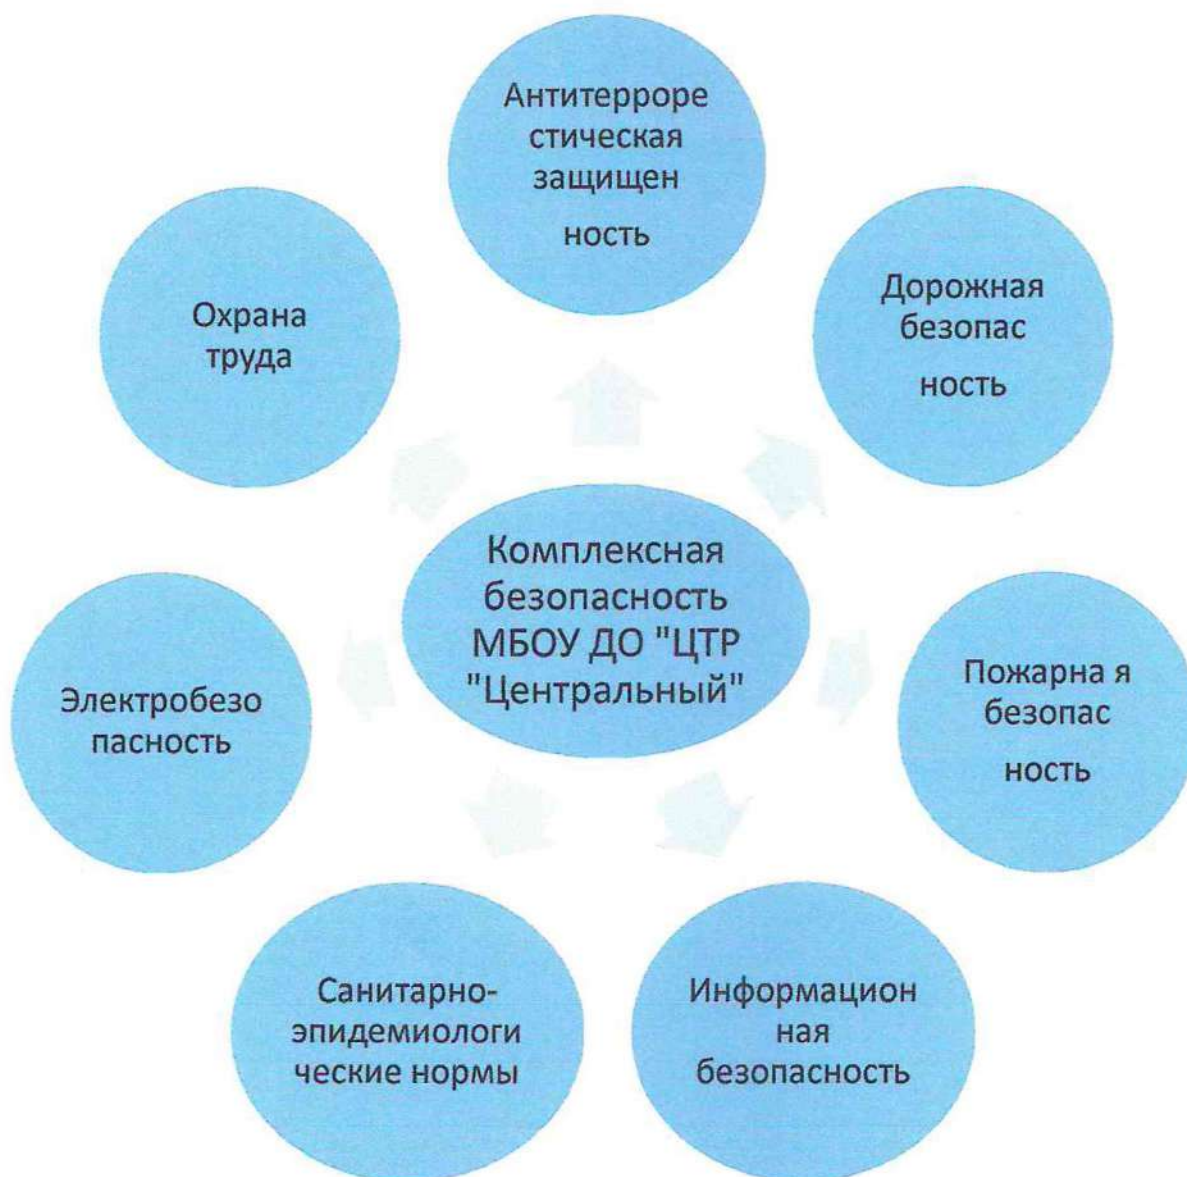 Антитерроре
стическая
защищен
ность
Дорожная
безопас
ность
Пожарна я
безопас
ность
Информацион
ная
безопасность
Санитарно-
эпидемиологи
ческие нормы
Электробезо
пасность
Охрана
труда
Комплексная
безопасность
МБОУ ДО "ЦТР
"Центральный"